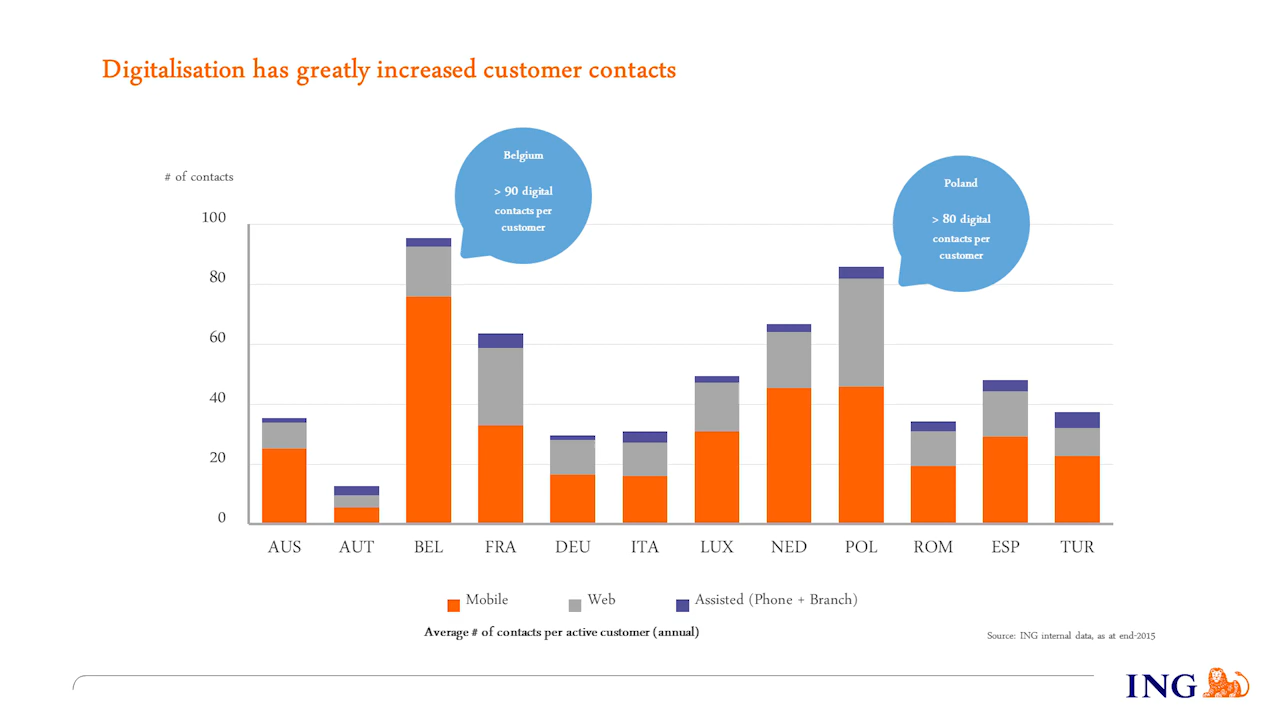 Digitalisation has greatly increased customer contacts
# of contacts
Belgium
> 90 digital
contacts per
customer
Poland
> 80 digital
contacts per
customer
100
80
60
40
20
0
AUS AUT BEL FRA DEU ITA LUX NED POL ROM ESP TUR
Mobile Web Assisted (Phone + Branch)
Average # of contacts per active customer (annual)
Source: ING internal data, as at end-2015
ING